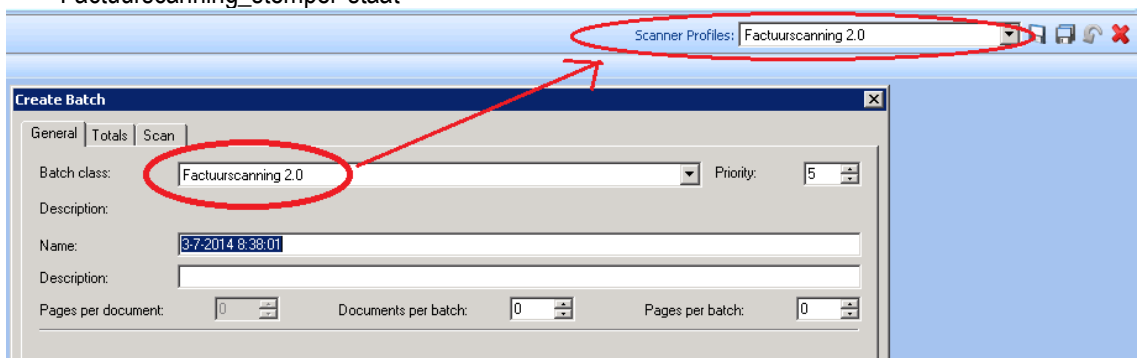 Factuurscanning_stempel staat
Scanner Profiles: Factuurscanning 2.0
Create Batch
General Totals Scan
Batch class: Factuurscanning 2.0 Priority: 5
Description:
Name: 3-7-2014 8:38:01
Description:
Pages per document: 0 Documents per batch: 0 Pages per batch: 0